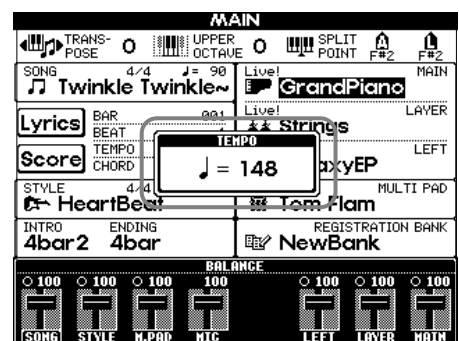 MAIN
TRANS-
POSE
0
UPPER
OCTAVE
0
SPLIT
POINT
F#2
F#2
SONG
4/4
= 90
Twinkle Twinkle~
Live!
MAIN
GrandPiano
Lyrics
BAR
001
BEAT
Live!
LAYER
Strings
Score
TEMPO
CHORD
TEMPO
= 148
LEFT
axyEP
STYLE
4/4
HeartBeat
MULTI PAD
Tom Flam
INTRO
ENDING
4bar2
4bar
REGISTRATION BANK
NewBank
BALANCE
100
100
100
100
100
100
100
SONG
STYLE
M.PAD
MIC
LEFT
LAYER
MAIN